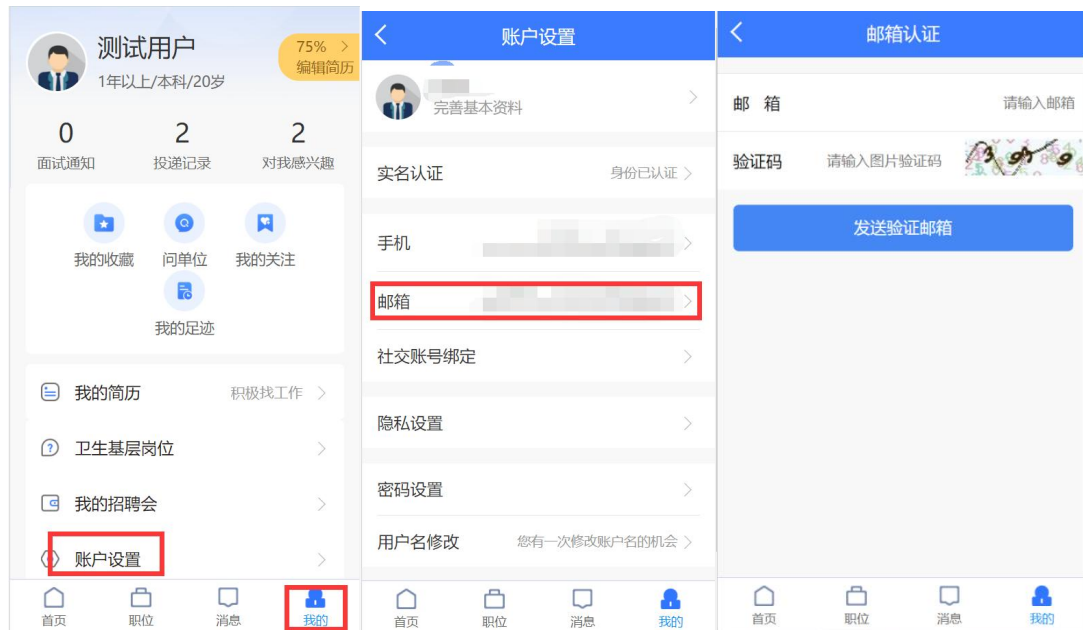 测试用户
75% >
编辑简历
1年以上/本科/20岁
0
2
2
面试通知
投递记录
对我感兴趣
我的收藏
问单位
我的关注
我的足迹
我的简历
积极找工作 >
卫生基层岗位 >
我的招聘会 >
账户设置 >
首页
职位
消息
我的
账户设置
完善基本资料
实名认证
身份已认证 >
手机
邮箱
社交账号绑定
隐私设置
密码设置
用户名修改
您有一次修改账户名的机会 >
首页
职位
消息
我的
邮箱认证
邮 箱
请输入邮箱
验证码
请输入图片验证码
发送验证邮箱
首页
职位
消息
我的